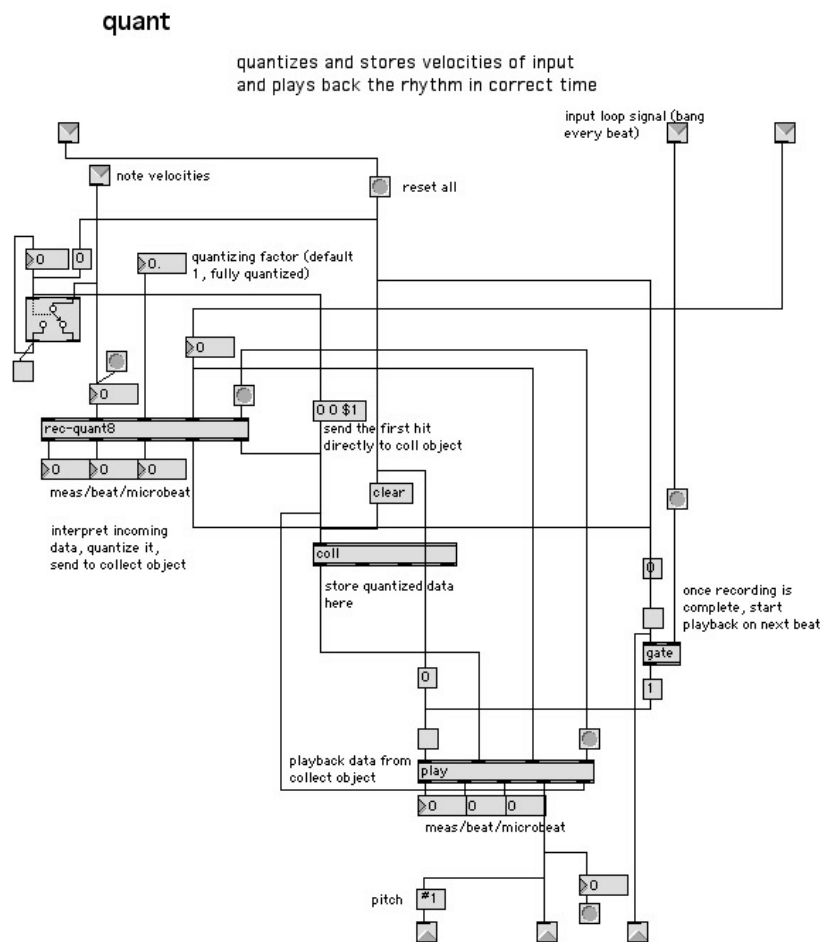 quant
quantizes and stores velocities of input
and plays back the rhythm in correct time
input loop signal (bang
every beat)
note velocities
reset all
0
0
quantizing factor (default
1, fully quantized)
0.
0
0
rec-quant8
0 0 $1
send the first hit
directly to coll object
0
0
0
meas/beat/microbeat
clear
interpret incoming
data, quantize it,
send to collect object
coll
store quantized data
here
0
once recording is
complete, start
playback on next beat
gate
0
1
playback data from
collect object
play
0
0
0
meas/beat/microbeat
0
pitch
#1